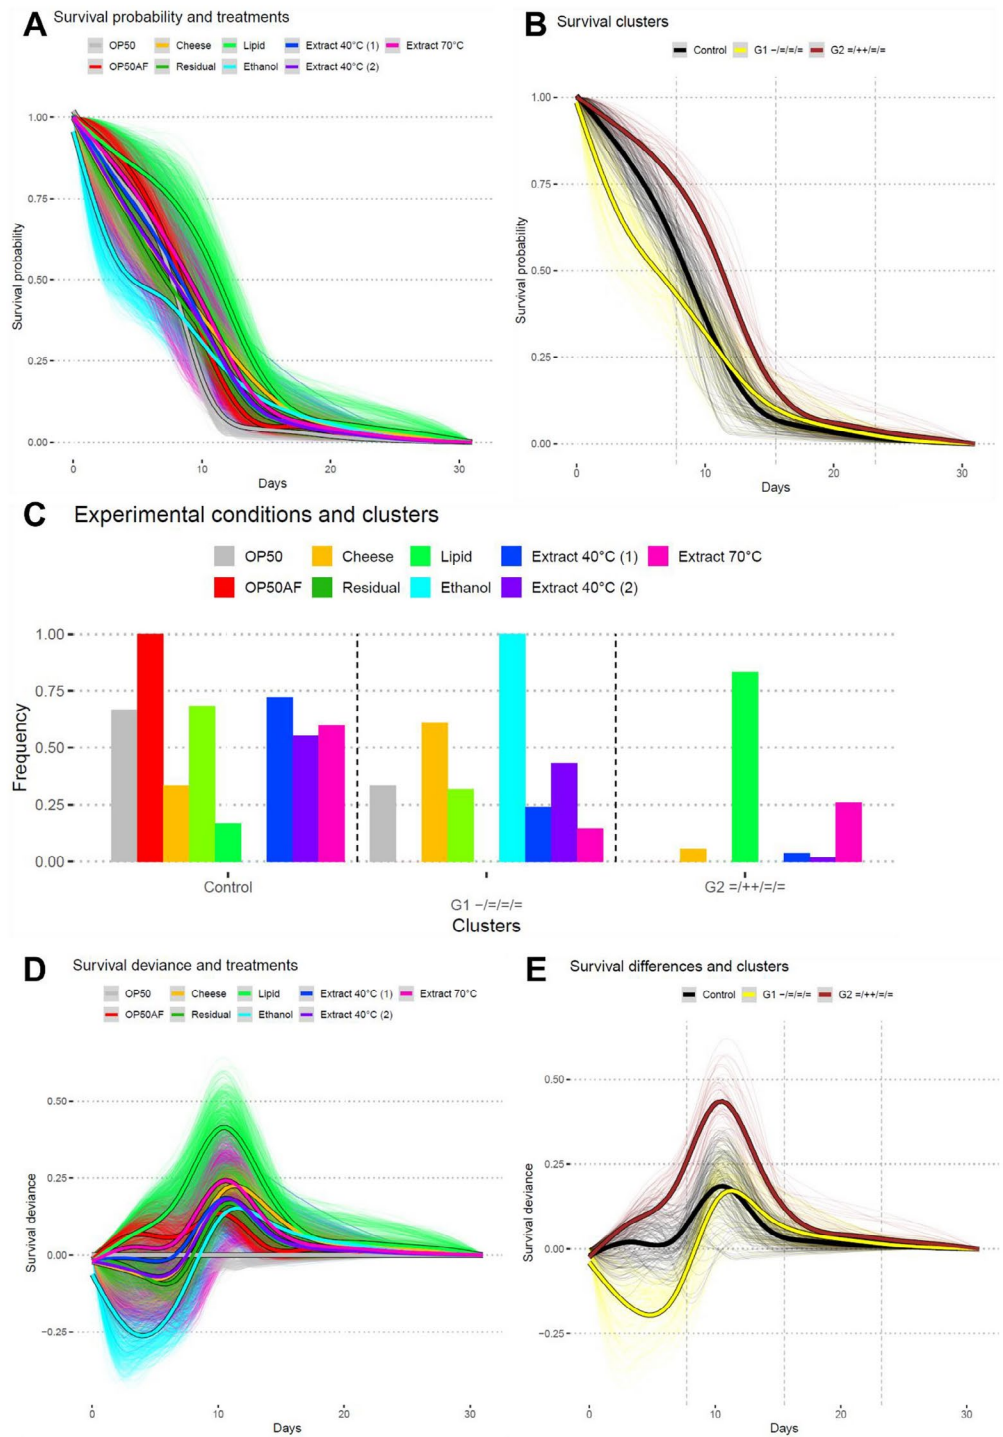 A Survival probability and treatments
OP50 Cheese Lipid Extract 40°C (1) Extract 70°C
OP50AF Residual Ethanol Extract 40°C (2)
1.00
0.75
0.50
0.25
0.00
Survival probability
0 10 20 30
Days
B Survival clusters
Control G1 −/=/=/= G2 =/++/=/=
1.00
0.75
0.50
0.25
0.00
Survival probability
0 10 20 30
Days
C Experimental conditions and clusters
OP50 Cheese Lipid Extract 40°C (1) Extract 70°C
OP50AF Residual Ethanol Extract 40°C (2)
1.00
0.75
0.50
0.25
0.00
Frequency
Control G1 −/=/=/= G2 =/++/=/=
Clusters
D Survival deviance and treatments
OP50 Cheese Lipid Extract 40°C (1) Extract 70°C
OP50AF Residual Ethanol Extract 40°C (2)
0.50
0.25
0.00
−0.25
Survival deviance
0 10 20 30
Days
E Survival differences and clusters
Control G1 −/=/=/= G2 =/++/=/=
0.50
0.25
0.00
−0.25
Survival deviance
0 10 20 30
Days